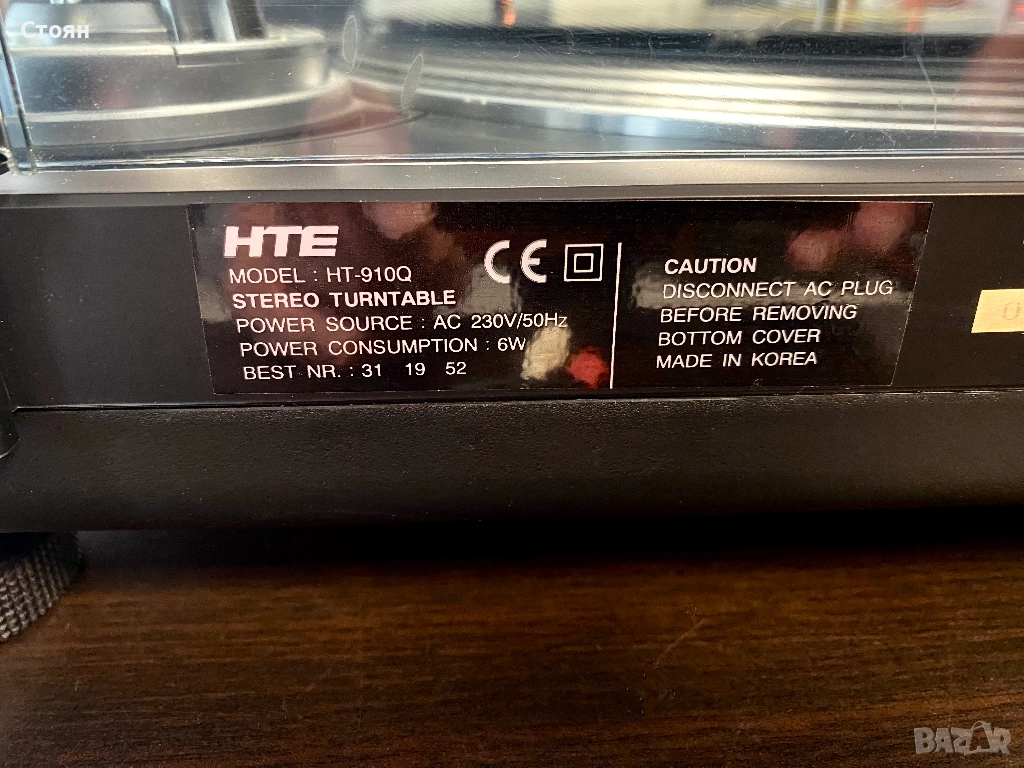 Стоян
HTE
MODEL : HT-910Q
STEREO TURNTABLE
POWER SOURCE : AC 230V/50Hz
POWER CONSUMPTION : 6W
BEST NR. : 31 19 52
CE
CAUTION
DISCONNECT AC PLUG
BEFORE REMOVING
BOTTOM COVER
MADE IN KOREA
BAZAR